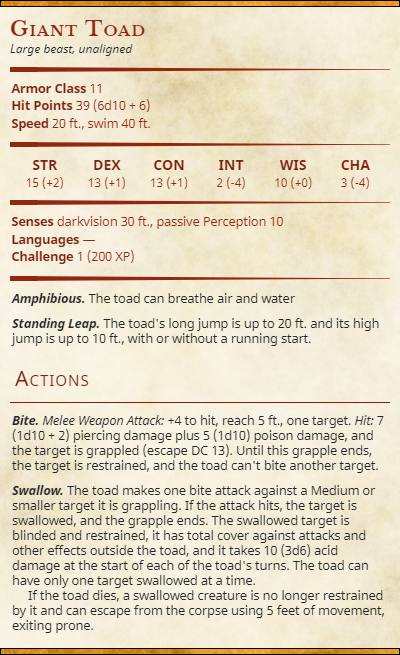 Giant Toad
Large beast, unaligned
Armor Class 11
Hit Points 39 (6d10 + 6)
Speed 20 ft., swim 40 ft.
STR DEX CON INT WIS CHA
15 (+2) 13 (+1) 13 (+1) 2 (-4) 10 (+0) 3 (-4)
Senses darkvision 30 ft., passive Perception 10
Languages —
Challenge 1 (200 XP)
Amphibious. The toad can breathe air and water
Standing Leap. The toad's long jump is up to 20 ft. and its high
jump is up to 10 ft., with or without a running start.
Actions
Bite. Melee Weapon Attack: +4 to hit, reach 5 ft., one target. Hit: 7
(1d10 + 2) piercing damage plus 5 (1d10) poison damage, and
the target is grappled (escape DC 13). Until this grapple ends,
the target is restrained, and the toad can't bite another target.
Swallow. The toad makes one bite attack against a Medium or
smaller target it is grappling. If the attack hits, the target is
swallowed, and the grapple ends. The swallowed target is
blinded and restrained, it has total cover against attacks and
other effects outside the toad, and it takes 10 (3d6) acid
damage at the start of each of the toad's turns. The toad can
have only one target swallowed at a time.
If the toad dies, a swallowed creature is no longer restrained
by it and can escape from the corpse using 5 feet of movement,
exiting prone.